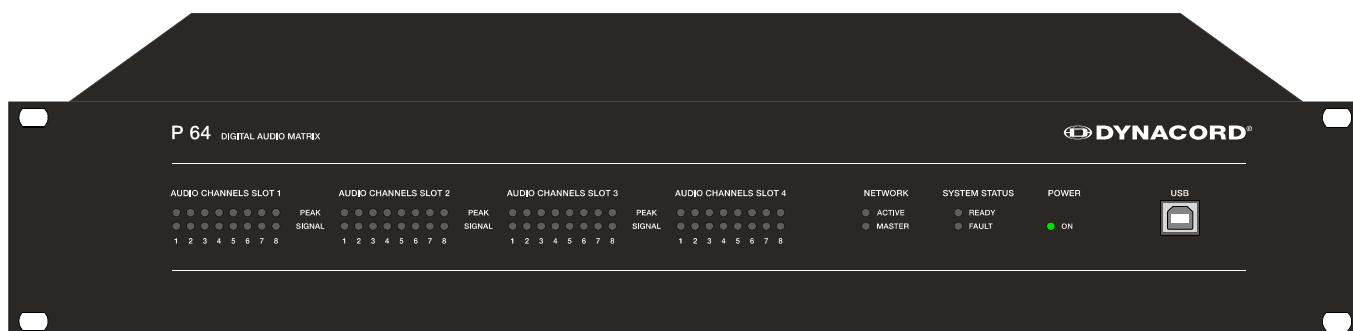 P 64 DIGITAL AUDIO MATRIX
DYNACORD®
AUDIO CHANNELS SLOT 1 AUDIO CHANNELS SLOT 2 AUDIO CHANNELS SLOT 3 AUDIO CHANNELS SLOT 4 NETWORK SYSTEM STATUS POWER USB
PEAK PEAK PEAK ACTIVE READY
SIGNAL SIGNAL SIGNAL MASTER FAULT ON
1 2 3 4 5 6 7 8 1 2 3 4 5 6 7 8 1 2 3 4 5 6 7 8 1 2 3 4 5 6 7 8